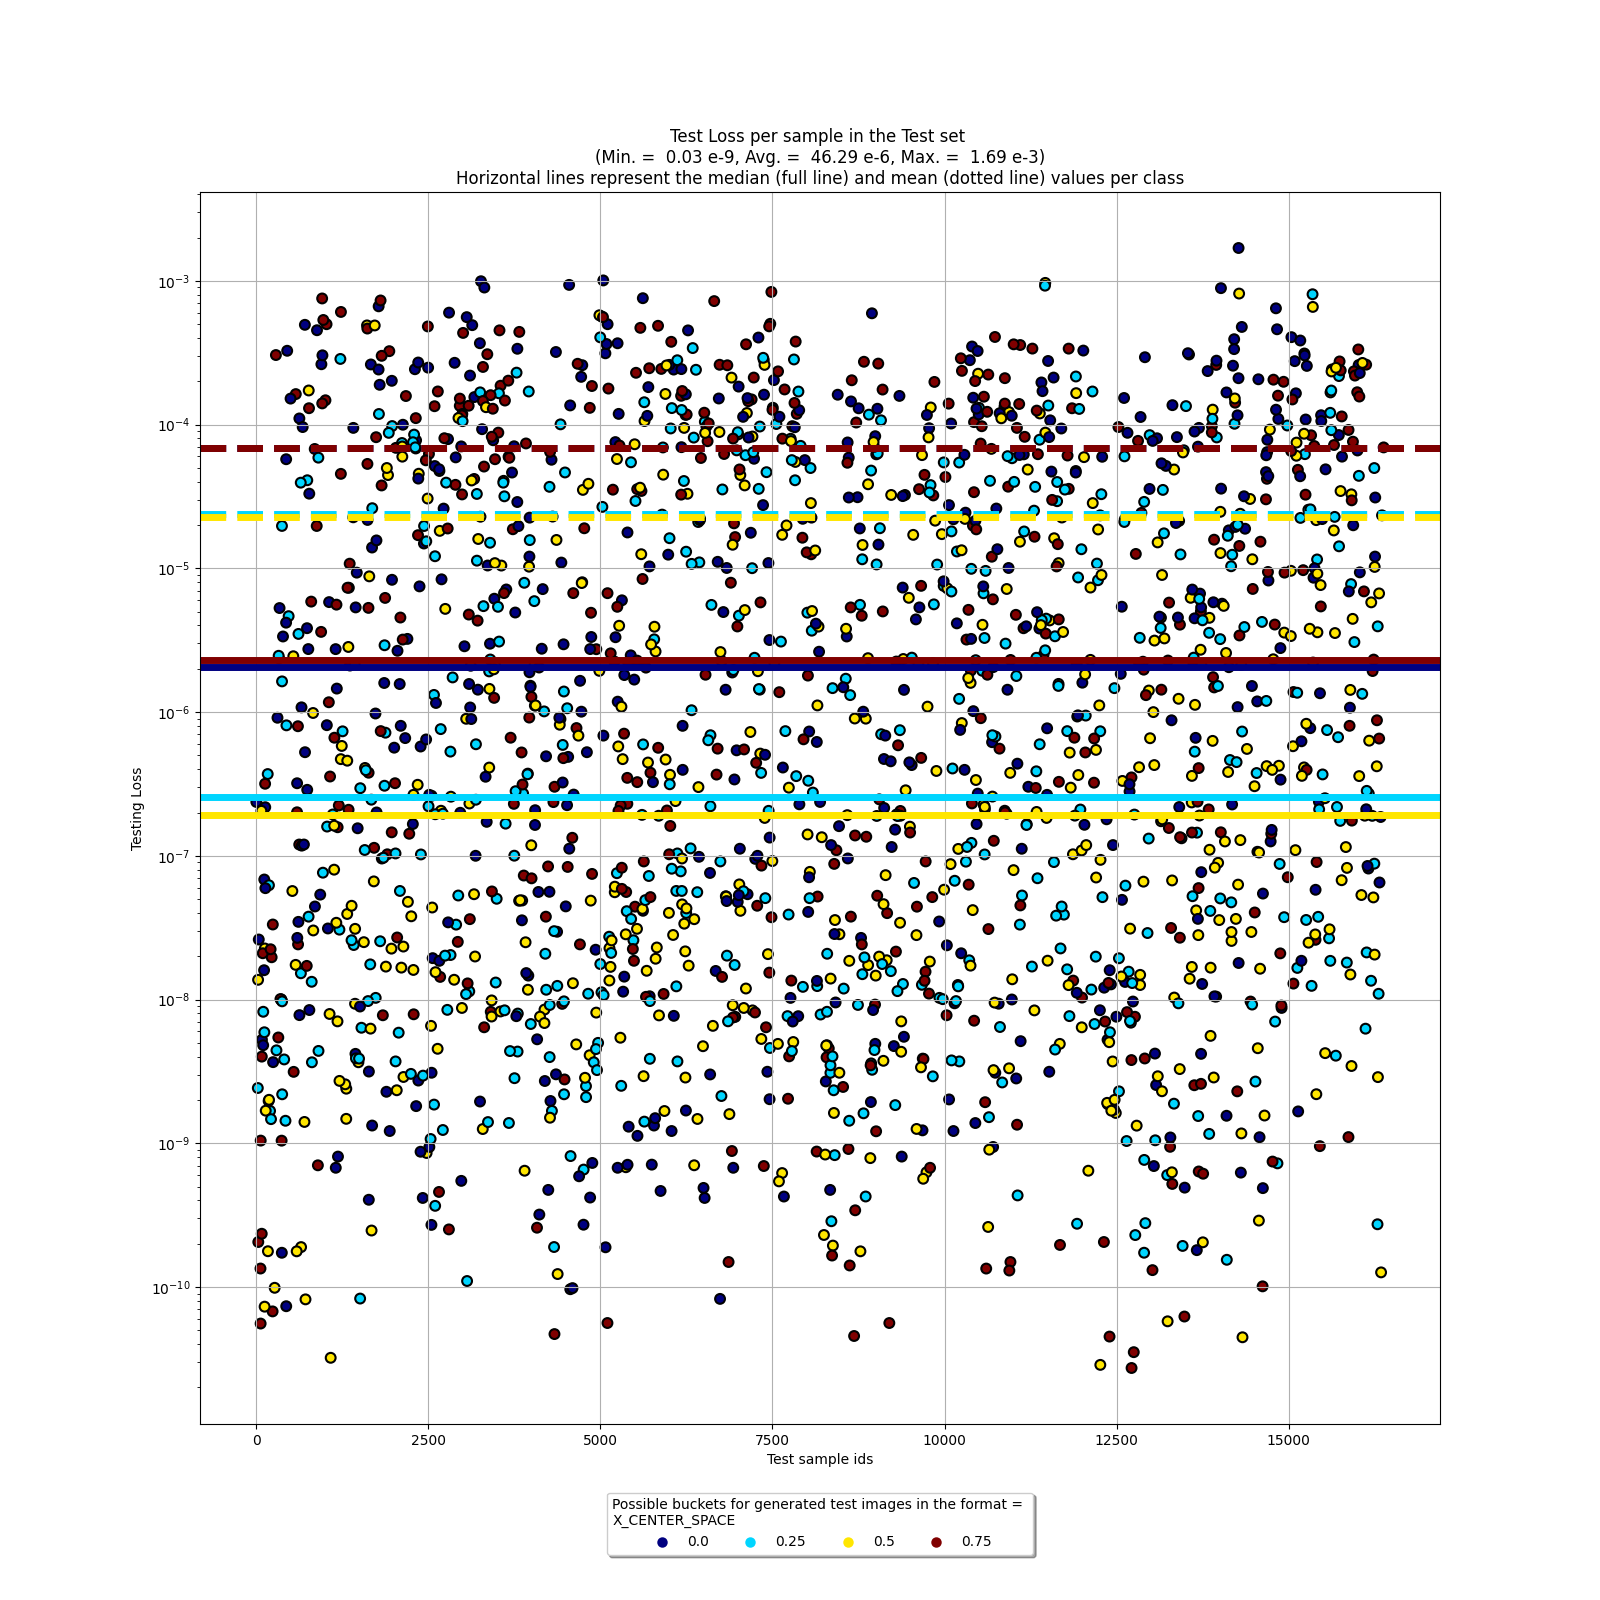 Test Loss per sample in the Test set
(Min. =  0.03 e-9, Avg. =  46.29 e-6, Max. =  1.69 e-3)
Horizontal lines represent the median (full line) and mean (dotted line) values per class
Testing Loss
10⁻³
10⁻⁴
10⁻⁵
10⁻⁶
10⁻⁷
10⁻⁸
10⁻⁹
10⁻¹⁰
0 2500 5000 7500 10000 12500 15000
Test sample ids
Possible buckets for generated test images in the format =
X_CENTER_SPACE
0.0 0.25 0.5 0.75